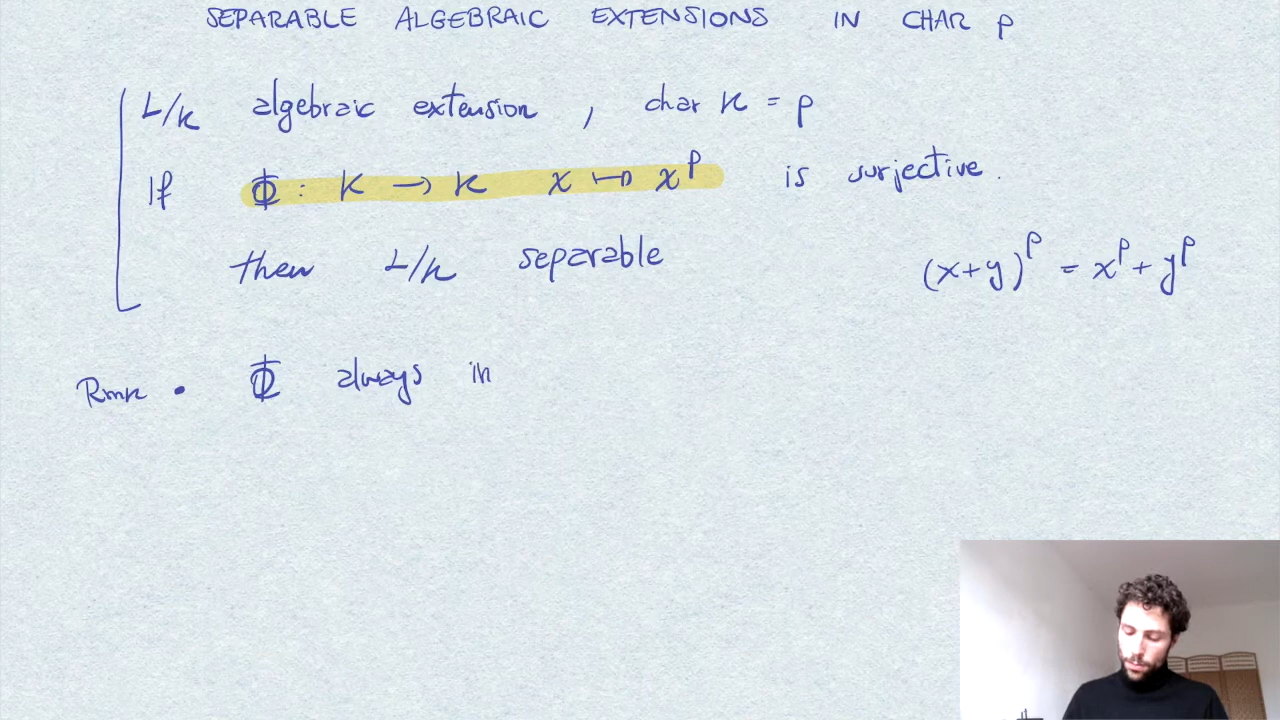 SEPARABLE ALGEBRAIC EXTENSIONS IN CHAR p
L/K algebraic extension , char K = p
If Φ : K → K x ↦ x^p is surjective.
then L/K separable
(x+y)^p = x^p + y^p
Rmk • Φ always in